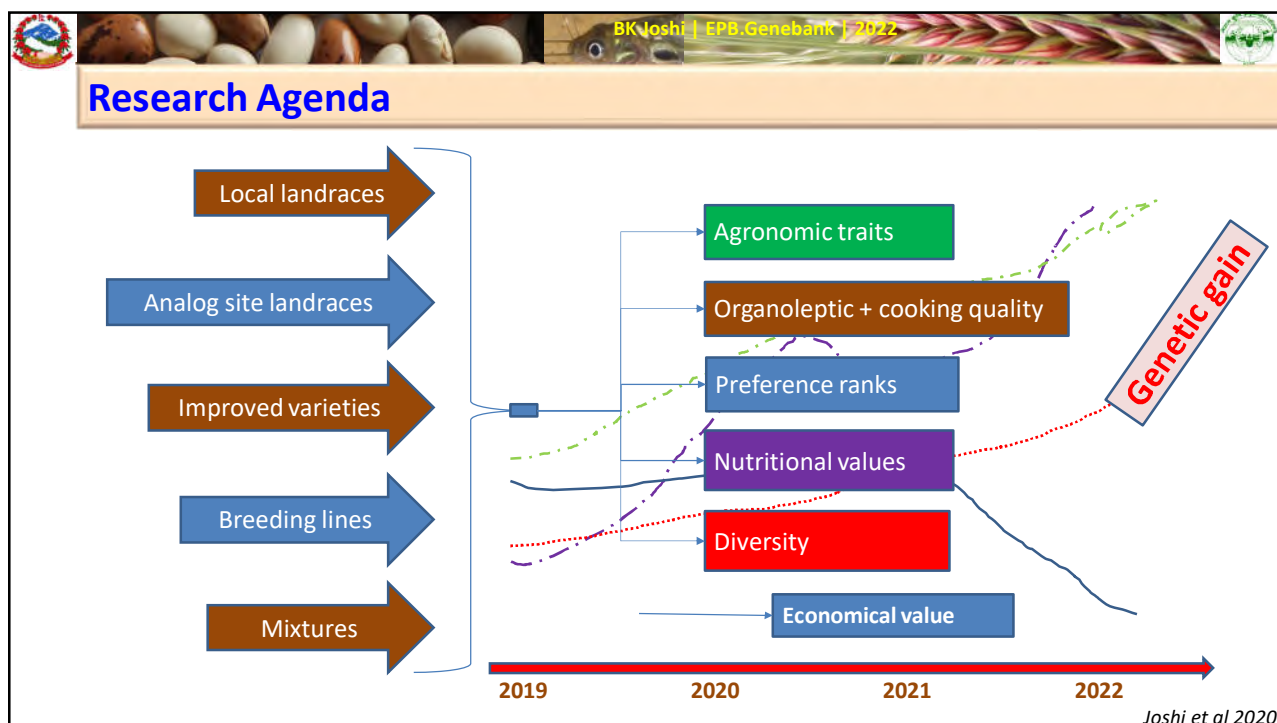 BK Joshi | EPB.Genebank | 2022
Research Agenda
Local landraces
Analog site landraces
Improved varieties
Breeding lines
Mixtures
Agronomic traits
Organoleptic + cooking quality
Preference ranks
Nutritional values
Diversity
Economical value
Genetic gain
2019
2020
2021
2022
Joshi et al 2020